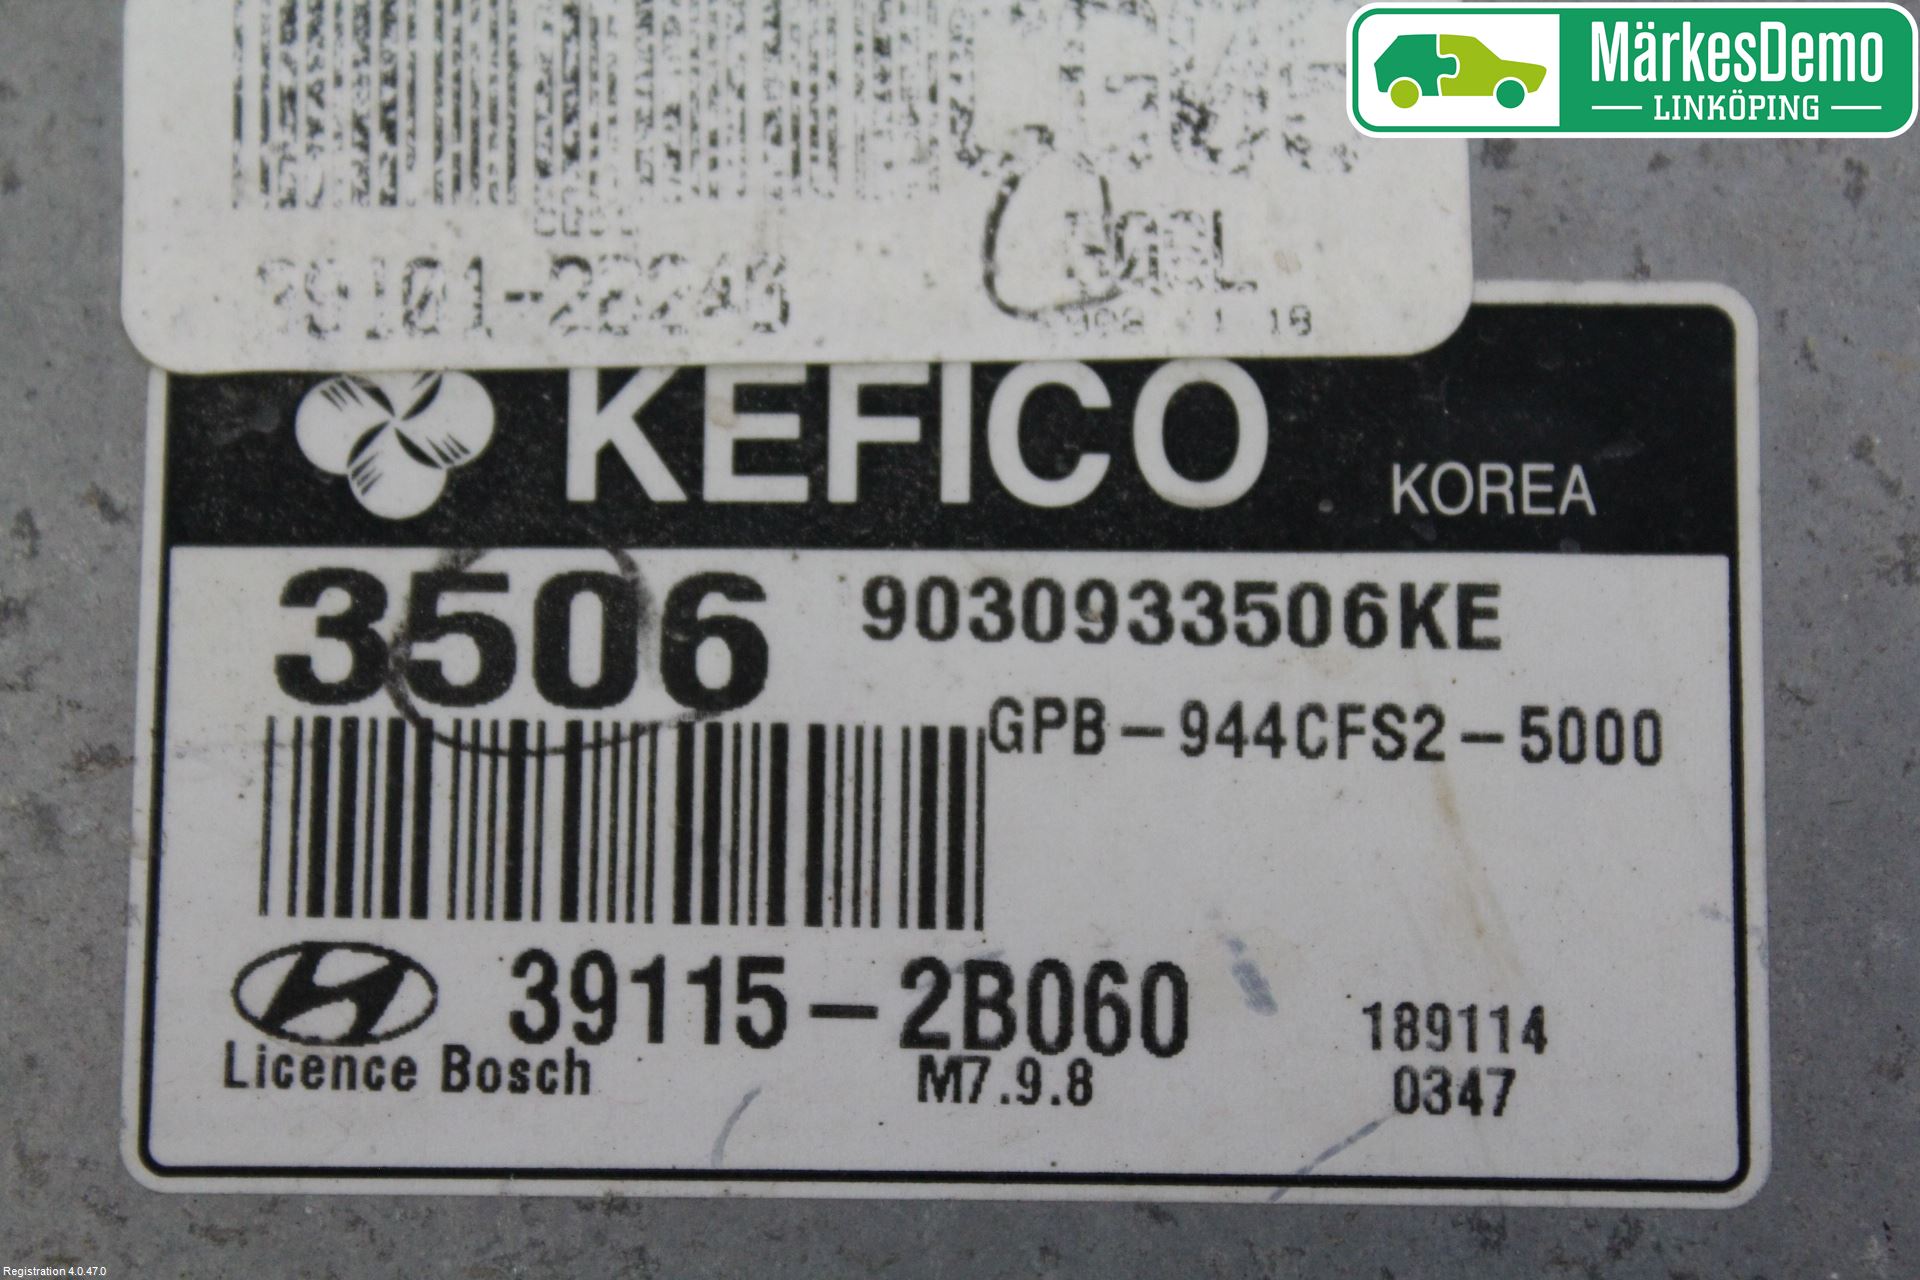 MärkesDemo
LINKÖPING
KEFICO
KOREA
3506
9030933506KE
GPB-944CFS2-5000
39115-2B060
Licence Bosch
M7.9.8
189114
0347
Registration 4.0.47.0